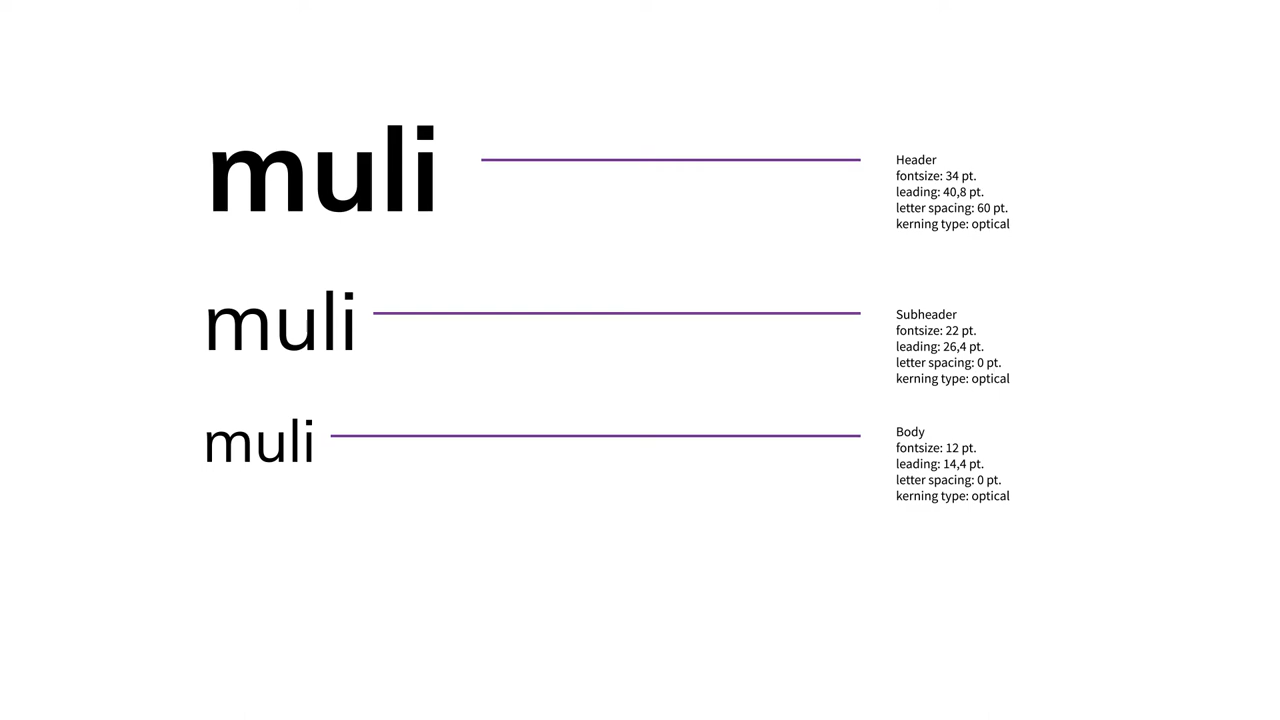 muli
Header
fontsize: 34 pt.
leading: 40,8 pt.
letter spacing: 60 pt.
kerning type: optical
muli
Subheader
fontsize: 22 pt.
leading: 26,4 pt.
letter spacing: 0 pt.
kerning type: optical
muli
Body
fontsize: 12 pt.
leading: 14,4 pt.
letter spacing: 0 pt.
kerning type: optical